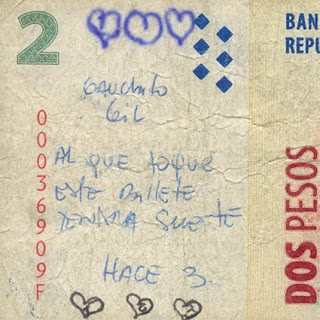 2
BAN
REPU
Gauchito
Gil
Al que toque
este billete
tendra suerte
Hace 3.
00036909F
DOS PESOS